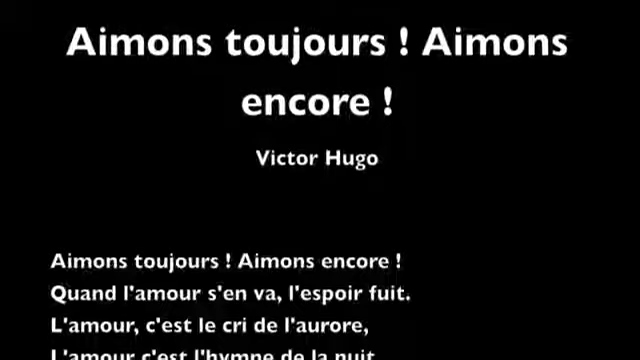 Aimons toujours ! Aimons
encore !
Victor Hugo
Aimons toujours ! Aimons encore !
Quand l'amour s'en va, l'espoir fuit.
L'amour, c'est le cri de l'aurore,
L'amour c'est l'hymne de la nuit